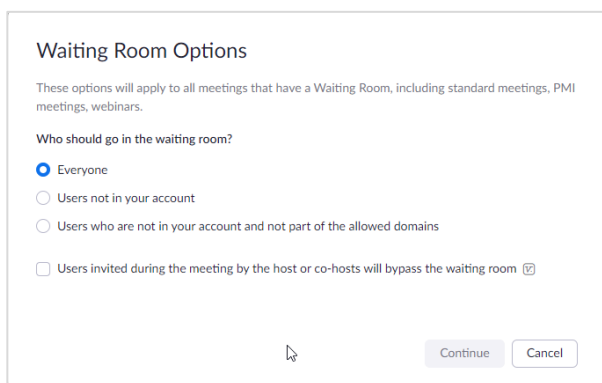 Waiting Room Options
These options will apply to all meetings that have a Waiting Room, including standard meetings, PMI
meetings, webinars.
Who should go in the waiting room?
Everyone
Users not in your account
Users who are not in your account and not part of the allowed domains
Users invited during the meeting by the host or co-hosts will bypass the waiting room
Continue Cancel